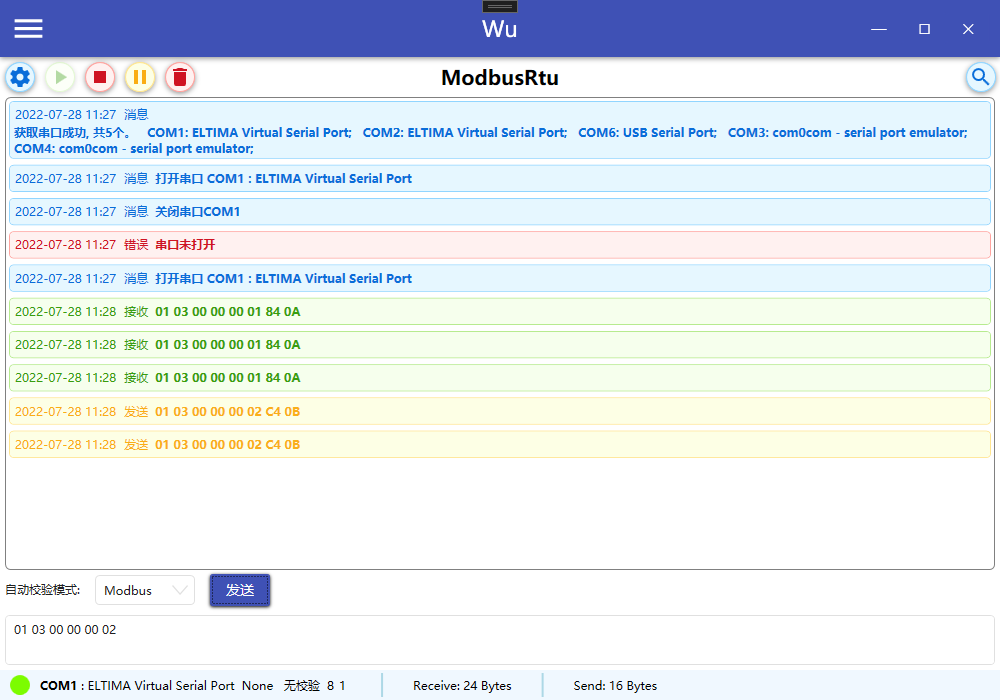 Wu
ModbusRtu
2022-07-28 11:27 消息
获取串口成功, 共5个。 COM1: ELTIMA Virtual Serial Port; COM2: ELTIMA Virtual Serial Port; COM6: USB Serial Port; COM3: com0com - serial port emulator;
COM4: com0com - serial port emulator;
2022-07-28 11:27 消息 打开串口 COM1 : ELTIMA Virtual Serial Port
2022-07-28 11:27 消息 关闭串口COM1
2022-07-28 11:27 错误 串口未打开
2022-07-28 11:27 消息 打开串口 COM1 : ELTIMA Virtual Serial Port
2022-07-28 11:28 接收 01 03 00 00 00 01 84 0A
2022-07-28 11:28 接收 01 03 00 00 00 01 84 0A
2022-07-28 11:28 接收 01 03 00 00 00 01 84 0A
2022-07-28 11:28 发送 01 03 00 00 00 02 C4 0B
2022-07-28 11:28 发送 01 03 00 00 00 02 C4 0B
自动校验模式: Modbus 发送
01 03 00 00 00 02
COM1 : ELTIMA Virtual Serial Port None 无校验 8 1 Receive: 24 Bytes Send: 16 Bytes